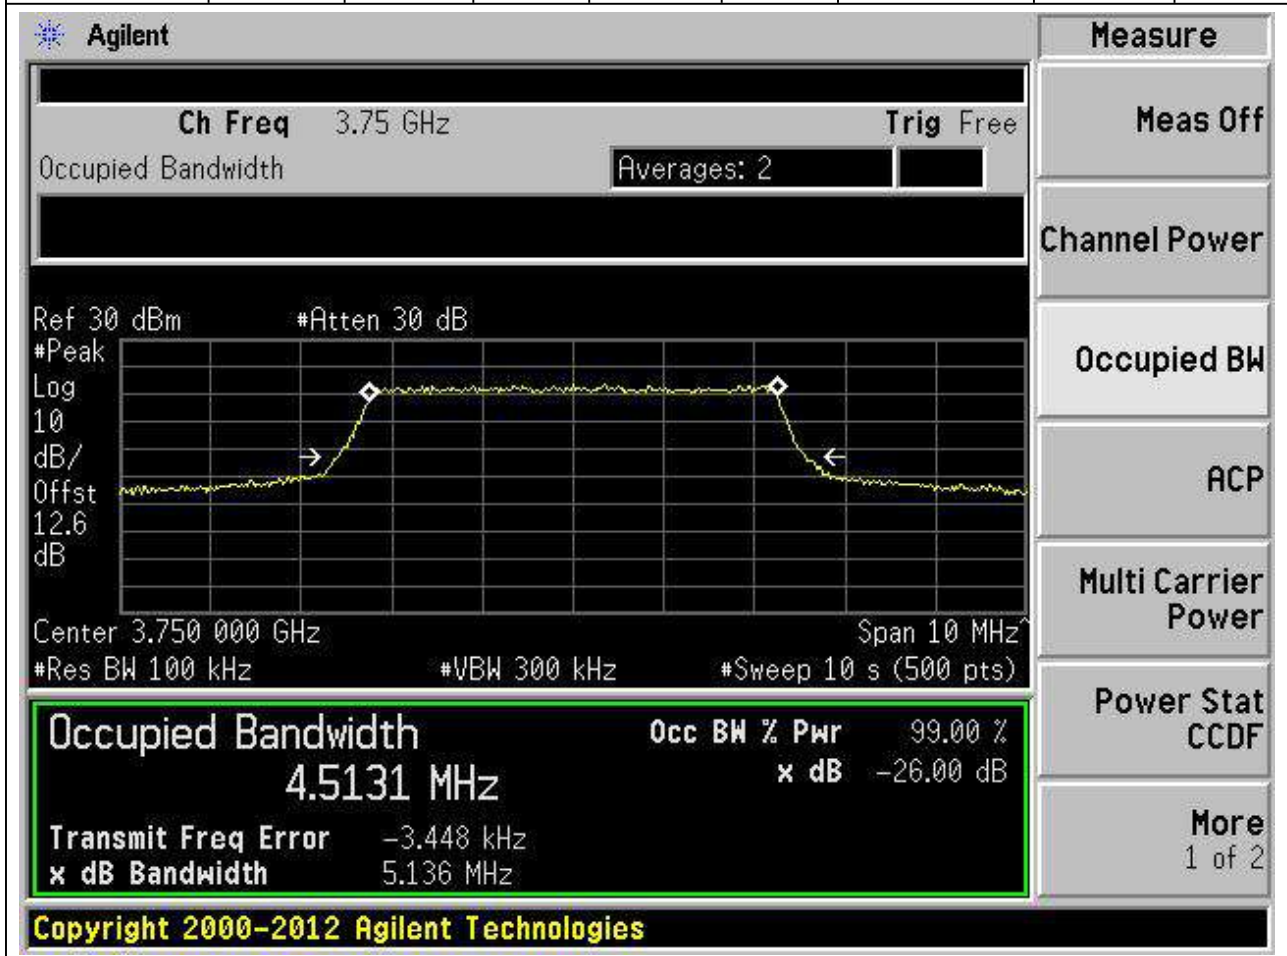 Agilent
Measure
Ch Freq 3.75 GHz Trig Free
Occupied Bandwidth Averages: 2
Meas Off
Channel Power
Occupied BW
ACP
Multi Carrier
Power
Power Stat
CCDF
More
1 of 2
Ref 30 dBm #Atten 30 dB
#Peak
Log
10
dB/
Offst
12.6
dB
Center 3.750 000 GHz Span 10 MHz^
#Res BW 100 kHz #VBW 300 kHz #Sweep 10 s (500 pts)
Occupied Bandwidth Occ BW % Pwr 99.00 %
4.5131 MHz x dB -26.00 dB
Transmit Freq Error -3.448 kHz
x dB Bandwidth 5.136 MHz
Copyright 2000-2012 Agilent Technologies